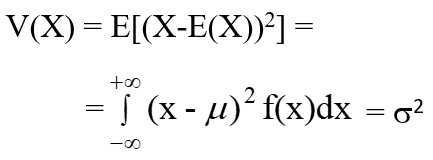 V(X) = E[(X-E(X))²] =
= ∫_{−∞}^{+∞} (x - μ)² f(x)dx = σ²